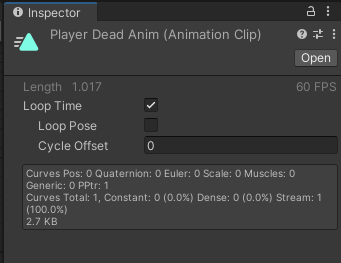 Inspector
Player Dead Anim (Animation Clip)
Open
Length 1.017 60 FPS
Loop Time
Loop Pose
Cycle Offset 0
Curves Pos: 0 Quaternion: 0 Euler: 0 Scale: 0 Muscles: 0
Generic: 0 PPtr: 1
Curves Total: 1, Constant: 0 (0.0%) Dense: 0 (0.0%) Stream: 1
(100.0%)
2.7 KB